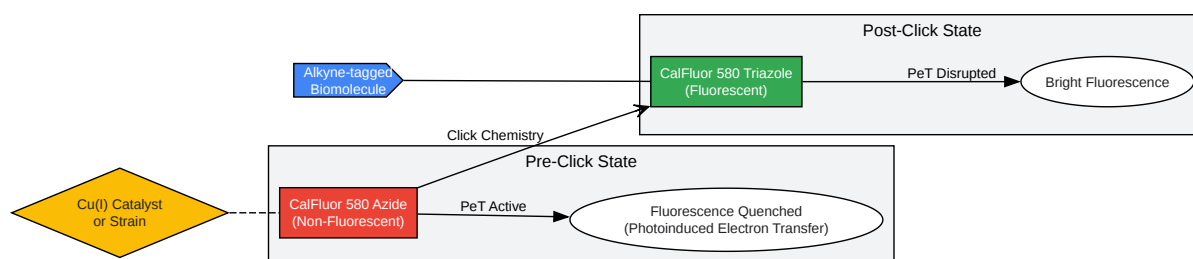 Post-Click State
Alkyne-tagged
Biomolecule
CalFluor 580 Triazole
(Fluorescent)
PeT Disrupted
Bright Fluorescence
Click Chemistry
Pre-Click State
Cu(I) Catalyst
or Strain
CalFluor 580 Azide
(Non-Fluorescent)
PeT Active
Fluorescence Quenched
(Photoinduced Electron Transfer)